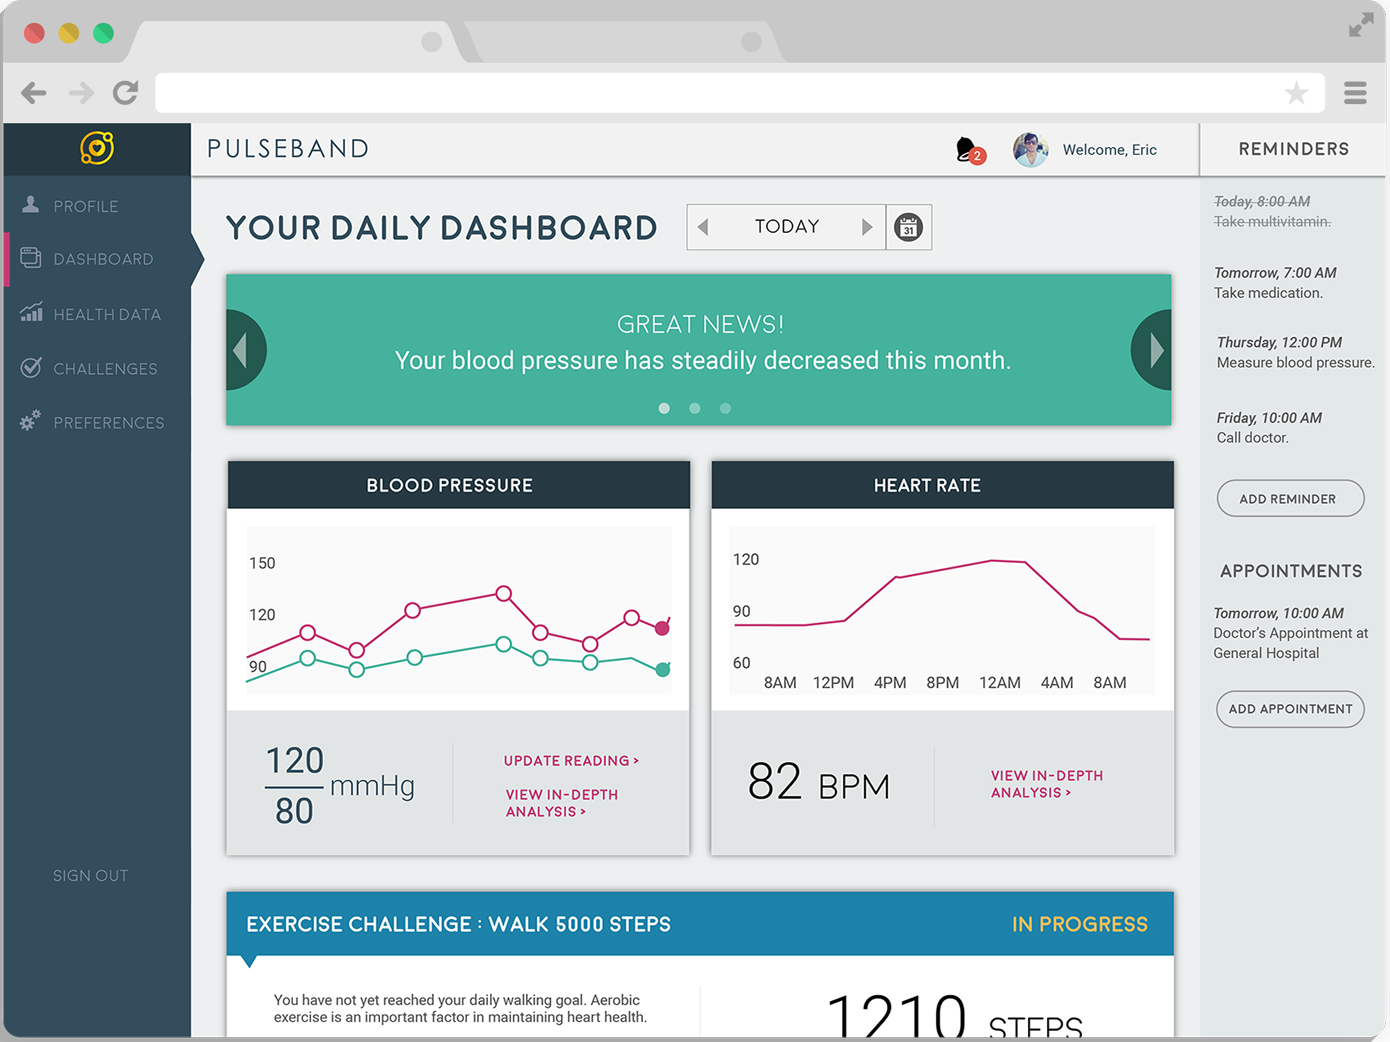 PULSEBAND
2
Welcome, Eric
REMINDERS
PROFILE
DASHBOARD
HEALTH DATA
CHALLENGES
PREFERENCES
SIGN OUT
YOUR DAILY DASHBOARD
TODAY
31
GREAT NEWS!
Your blood pressure has steadily decreased this month.
BLOOD PRESSURE
150
120
90
120
80
mmHg
UPDATE READING >
VIEW IN-DEPTH
ANALYSIS >
HEART RATE
120
90
60
8AM 12PM 4PM 8PM 12AM 4AM 8AM
82 BPM
VIEW IN-DEPTH
ANALYSIS >
EXERCISE CHALLENGE : WALK 5000 STEPS
IN PROGRESS
You have not yet reached your daily walking goal. Aerobic
exercise is an important factor in maintaining heart health.
1210 STEPS
Today, 8:00 AM
Take multivitamin.
Tomorrow, 7:00 AM
Take medication.
Thursday, 12:00 PM
Measure blood pressure.
Friday, 10:00 AM
Call doctor.
ADD REMINDER
APPOINTMENTS
Tomorrow, 10:00 AM
Doctor's Appointment at
General Hospital
ADD APPOINTMENT